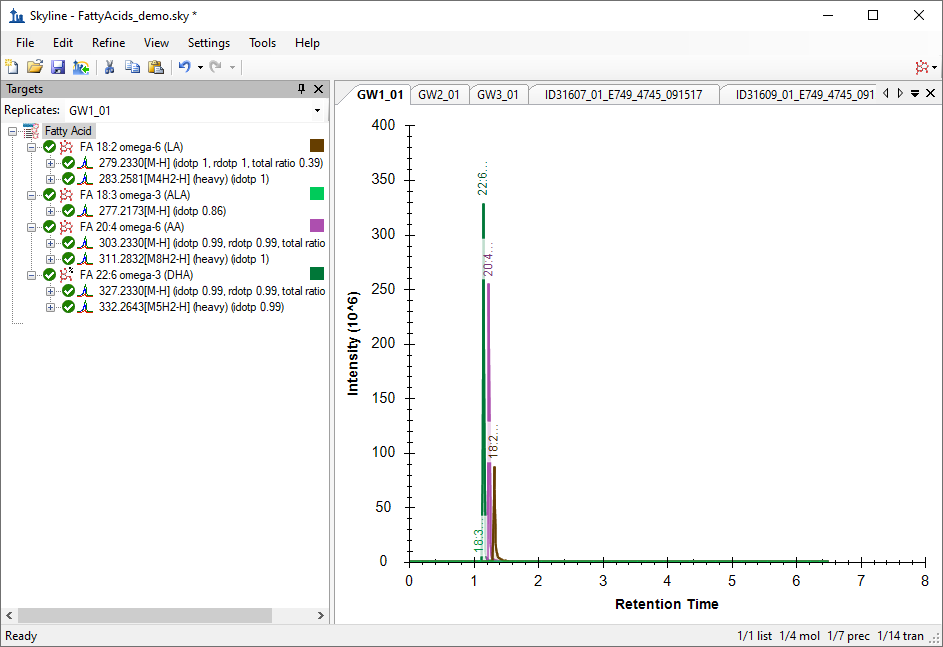 Skyline - FattyAcids_demo.sky *
File Edit Refine View Settings Tools Help
Targets
Replicates: GW1_01
Fatty Acid
FA 18:2 omega-6 (LA)
279.2330[M-H] (idotp 1, rdotp 1, total ratio 0.39)
283.2581[M4H2-H] (heavy) (idotp 1)
FA 18:3 omega-3 (ALA)
277.2173[M-H] (idotp 0.86)
FA 20:4 omega-6 (AA)
303.2330[M-H] (idotp 0.99, rdotp 0.99, total ratio
311.2832[M8H2-H] (heavy) (idotp 1)
FA 22:6 omega-3 (DHA)
327.2330[M-H] (idotp 0.99, rdotp 0.99, total ratio
332.2643[M5H2-H] (heavy) (idotp 0.99)
GW1_01 GW2_01 GW3_01 ID31607_01_E749_4745_091517 ID31609_01_E749_4745_091
400
350
300
250
200
150
100
50
0
Intensity (10^6)
22:6...
20:4...
18:2...
18:3...
0 1 2 3 4 5 6 7 8
Retention Time
Ready
1/1 list 1/4 mol 1/7 prec 1/14 tran